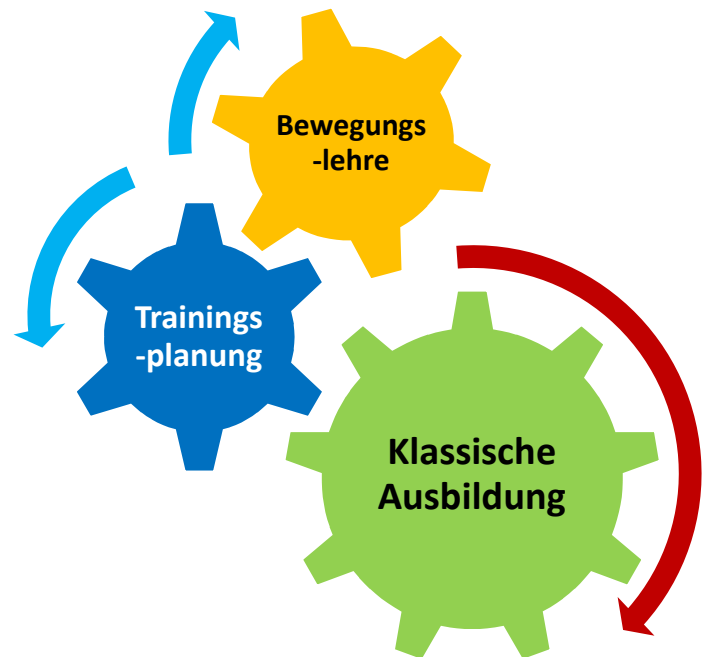 Bewegungs
-lehre
Trainings
-planung
Klassische
Ausbildung